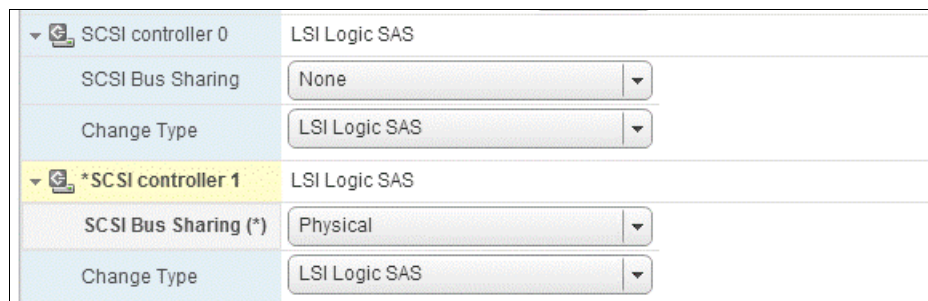 SCSI controller 0 LSI Logic SAS
SCSI Bus Sharing None
Change Type LSI Logic SAS
*SCSI controller 1 LSI Logic SAS
SCSI Bus Sharing (*) Physical
Change Type LSI Logic SAS